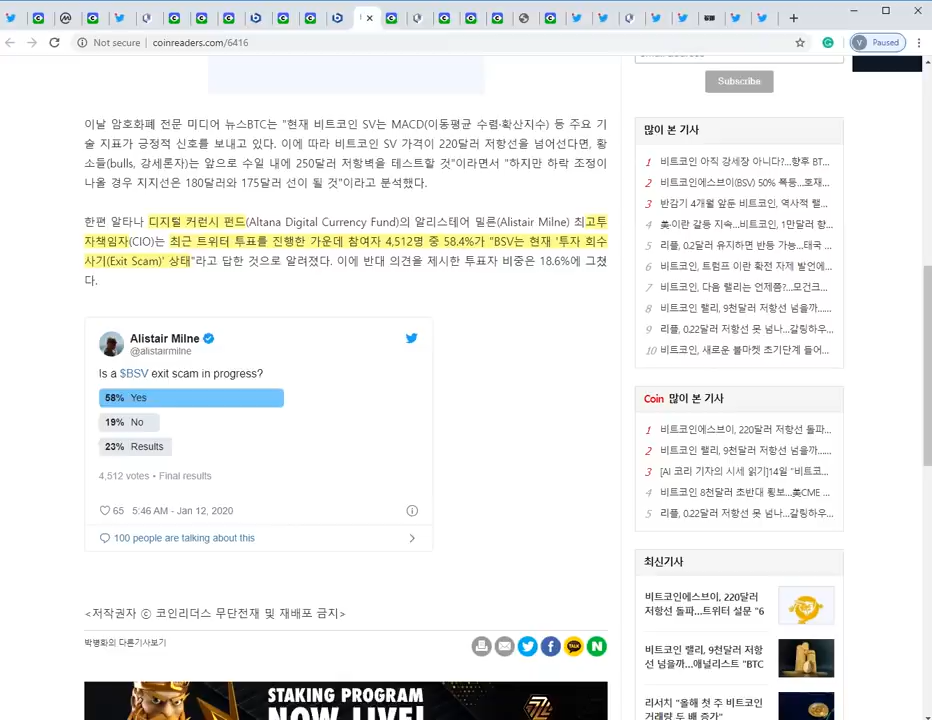 Not secure | coinreaders.com/6416
V Paused
Subscribe
이날 암호화폐 전문 미디어 뉴스BTC는 "현재 비트코인 SV는 MACD(이동평균 수렴·확산지수) 등 주요 기
술 지표가 긍정적 신호를 보내고 있다. 이에 따라 비트코인 SV 가격이 220달러 저항선을 넘어선다면, 황
소들(bulls, 강세론자)는 앞으로 수일 내에 250달러 저항벽을 테스트할 것"이라면서 "하지만 하락 조정이
나올 경우 지지선은 180달러와 175달러 선이 될 것"이라고 분석했다.
한편 알타나 디지털 커런시 펀드(Altana Digital Currency Fund)의 알리스테어 밀른(Alistair Milne) 최고투
자책임자(CIO)는 최근 트위터 투표를 진행한 가운데 참여자 4,512명 중 58.4%가 "BSV는 현재 '투자 회수
사기(Exit Scam)' 상태"라고 답한 것으로 알려졌다. 이에 반대 의견을 제시한 투표자 비중은 18.6%에 그쳤
다.
Alistair Milne
@alistairmilne
Is a $BSV exit scam in progress?
58% Yes
19% No
23% Results
4,512 votes • Final results
65 5:46 AM - Jan 12, 2020
100 people are talking about this
<저작권자 ⓒ 코인리더스 무단전재 및 재배포 금지>
박병화의 다른기사보기
TALK
N
STAKING PROGRAM
NOW LIVE!
많이 본 기사
1 비트코인 아직 강세장 아니다?...향후 BT...
2 비트코인에스브이(BSV) 50% 폭등...호재...
3 반감기 4개월 앞둔 비트코인, 역사적 랠...
4 美-이란 갈등 지속...비트코인, 1만달러 향...
5 리플, 0.2달러 유지하면 반등 가능...태국 ...
6 비트코인, 트럼프 이란 확전 자제 발언에...
7 비트코인, 다음 랠리는 언제쯤?...모건크...
8 비트코인 랠리, 9천달러 저항선 넘을까......
9 리플, 0.22달러 저항선 못 넘나...갈링하우...
10 비트코인, 새로운 불마켓 초기단계 들어...
Coin 많이 본 기사
1 비트코인에스브이, 220달러 저항선 돌파...
2 비트코인 랠리, 9천달러 저항선 넘을까......
3 [AI 코리 기자의 시세 읽기]14일 "비트코...
4 비트코인 8천달러 초반대 횡보...美CME ...
5 리플, 0.22달러 저항선 못 넘나...갈링하우...
최신기사
비트코인에스브이, 220달러
저항선 돌파...트위터 설문 "6
비트코인 랠리, 9천달러 저항
선 넘을까...애널리스트 "BTC
리서치 "올해 첫 주 비트코인
거래량 두 배 증가"